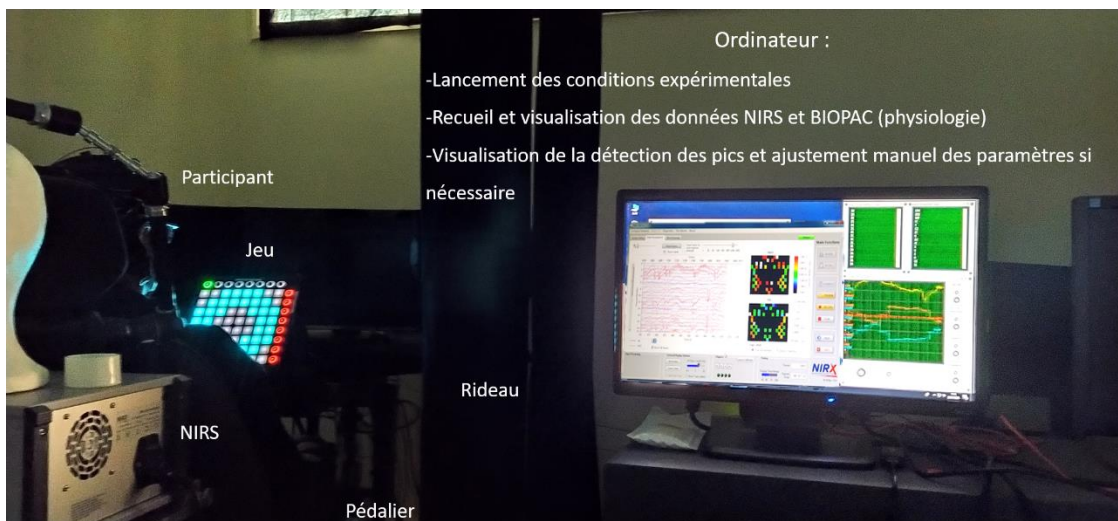 Ordinateur :
-Lancement des conditions expérimentales
-Recueil et visualisation des données NIRS et BIOPAC (physiologie)
-Visualisation de la détection des pics et ajustement manuel des paramètres si
nécessaire
Participant
Jeu
Rideau
NIRS
Pédalier
NIRX